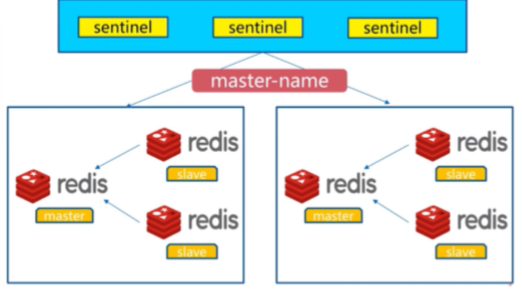 sentinel sentinel sentinel
master-name
redis redis
slave slave
redis redis
master master
redis redis
slave slave